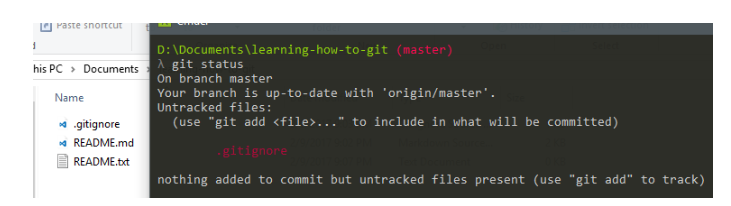 Paste shortcut
his PC > Documents >
Name
.gitignore
README.md
README.txt
D:\Documents\learning-how-to-git (master)
λ git status
On branch master
Your branch is up-to-date with 'origin/master'.
Untracked files:
(use "git add <file>..." to include in what will be committed)
.gitignore
nothing added to commit but untracked files present (use "git add" to track)